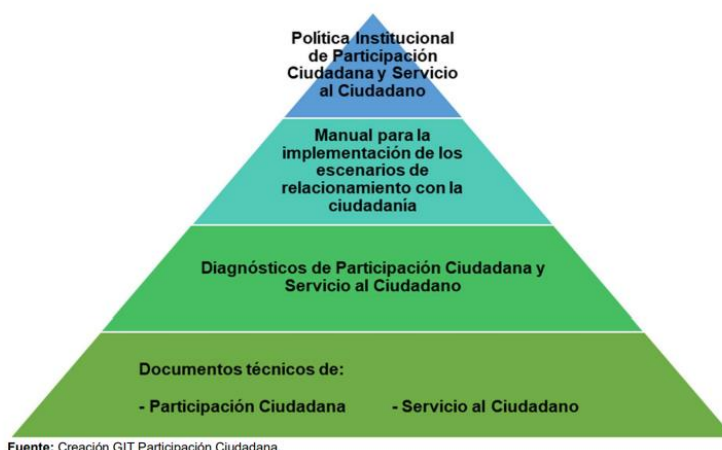 Política Institucional
de Participación
Ciudadana y Servicio
al Ciudadano
Manual para la
implementación de los
escenarios de
relacionamiento con la
ciudadanía
Diagnósticos de Participación Ciudadana y
Servicio al Ciudadano
Documentos técnicos de:
- Participación Ciudadana - Servicio al Ciudadano
Fuente: Creación GIT Participación Ciudadana